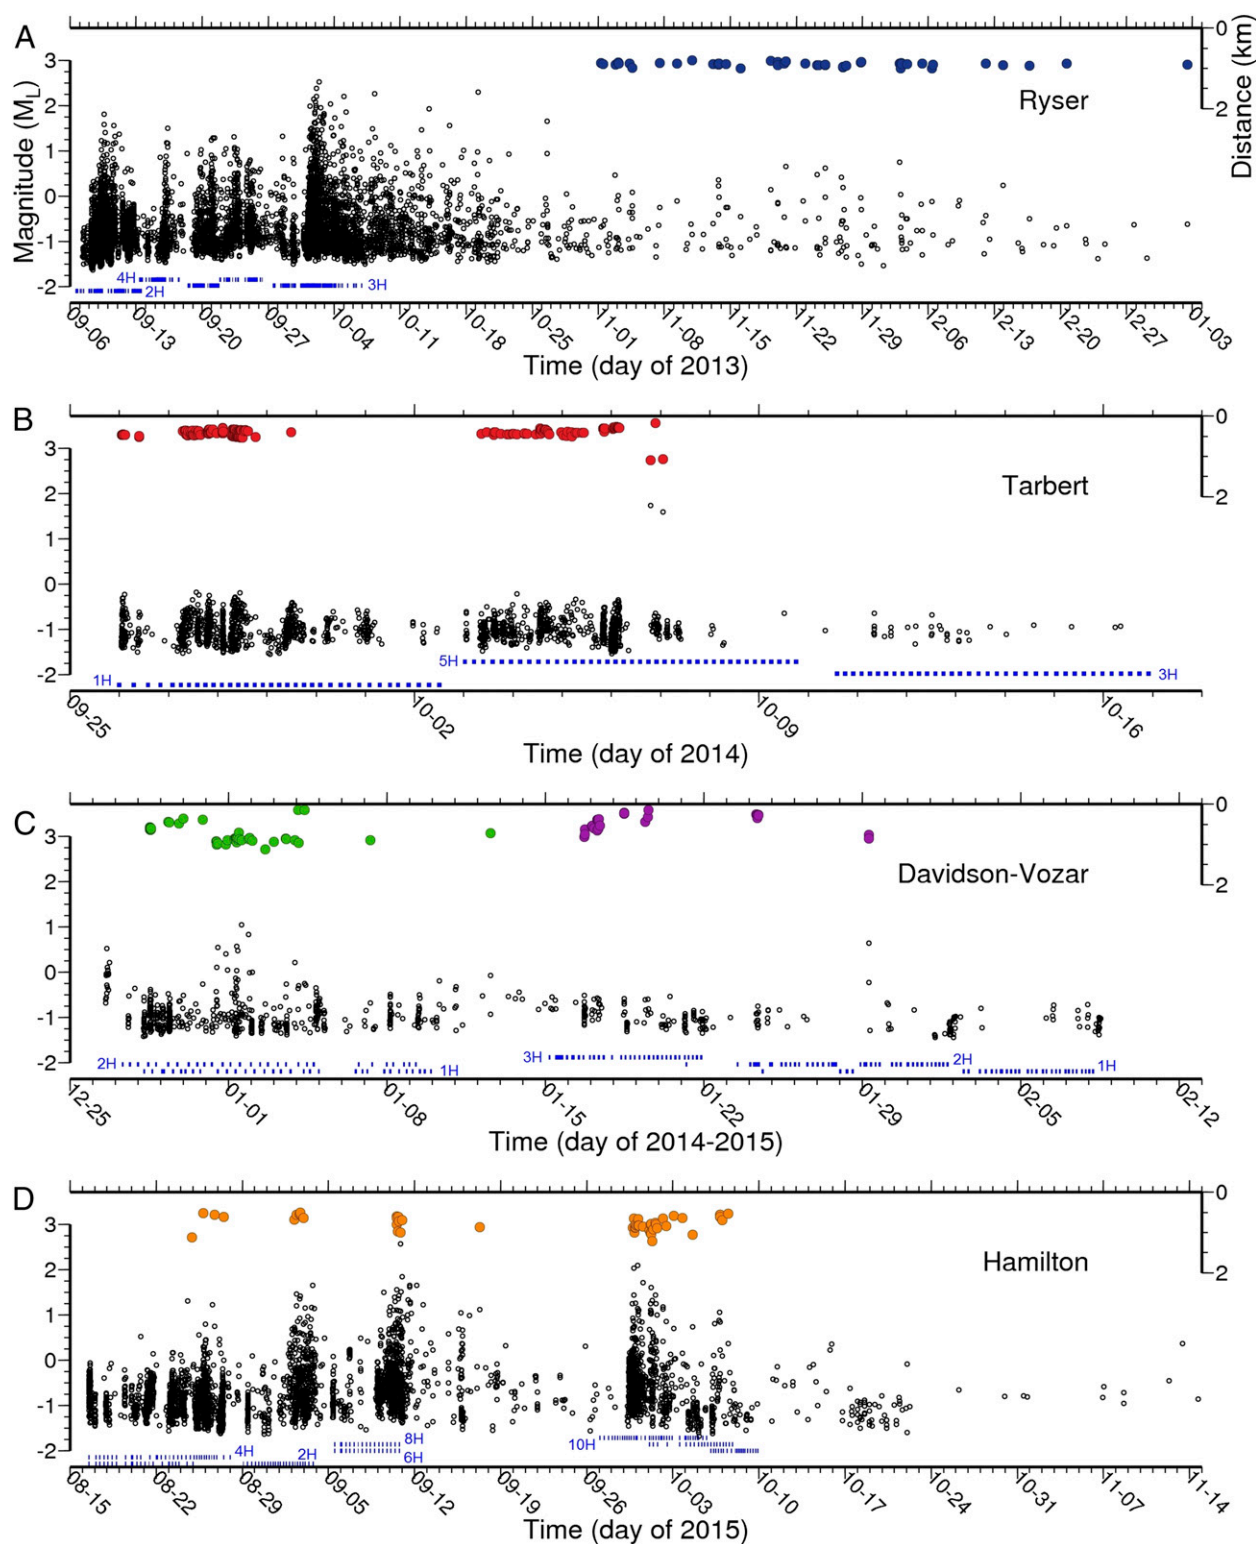 A
Magnitude (M_L)
3
2
1
0
-1
-2
0
2
Distance (km)
Ryser
4H
2H
3H
09-06
09-13
09-20
09-27
10-04
10-11
10-18
10-25
11-01
11-08
11-15
11-22
11-29
12-06
12-13
12-20
12-27
01-03
Time (day of 2013)
B
3
2
1
0
-1
-2
0
2
Tarbert
1H
5H
3H
09-25
10-02
10-09
10-16
Time (day of 2014)
C
3
2
1
0
-1
-2
0
2
Davidson-Vozar
2H
1H
3H
2H
1H
12-25
01-01
01-08
01-15
01-22
01-29
02-05
02-12
Time (day of 2014-2015)
D
3
2
1
0
-1
-2
0
2
Hamilton
4H
2H
8H
6H
10H
08-15
08-22
08-29
09-05
09-12
09-19
09-26
10-03
10-10
10-17
10-24
10-31
11-07
11-14
Time (day of 2015)